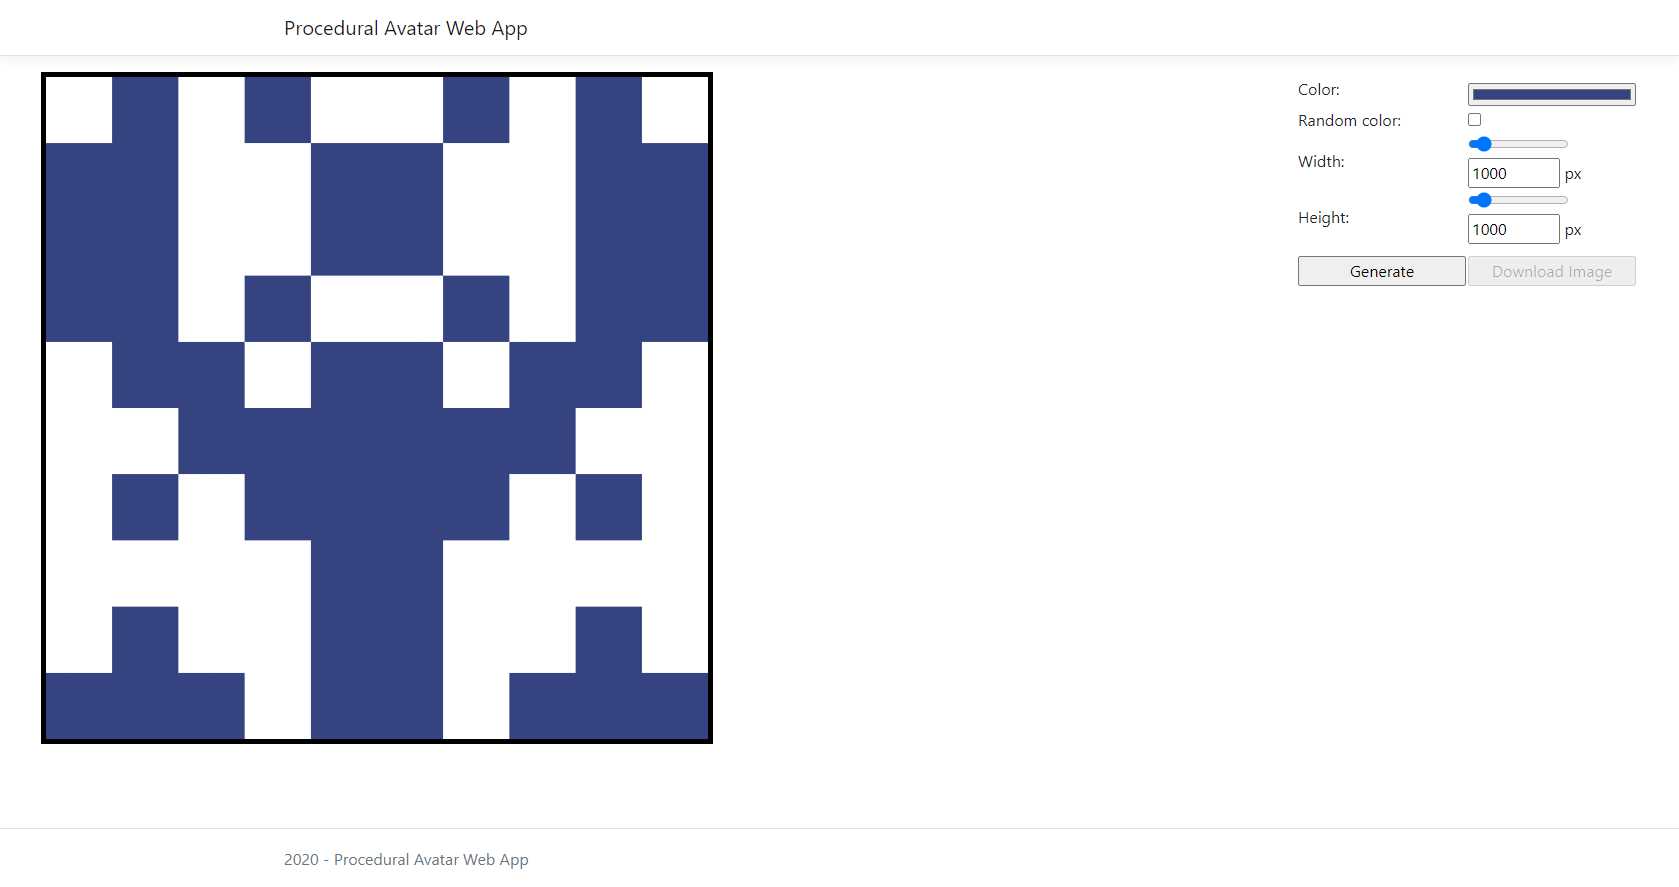 Procedural Avatar Web App
Color:
Random color:
Width:
1000 px
Height:
1000 px
Generate Download Image
2020 - Procedural Avatar Web App